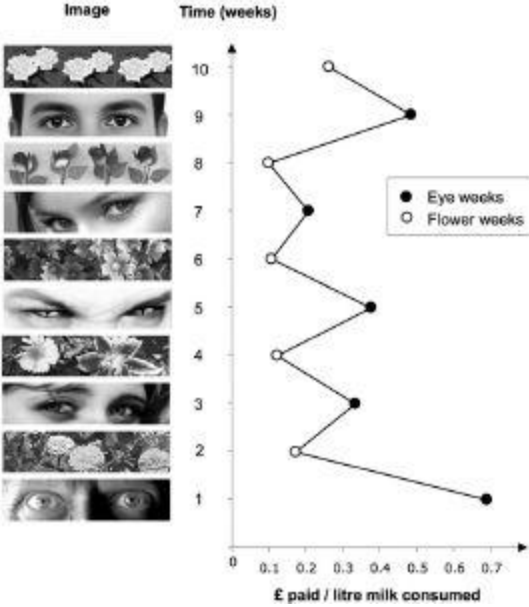 Image
Time (weeks)
10
9
8
7
6
5
4
3
2
1
Eye weeks
Flower weeks
0 0.1 0.2 0.3 0.4 0.5 0.6 0.7
£ paid / litre milk consumed